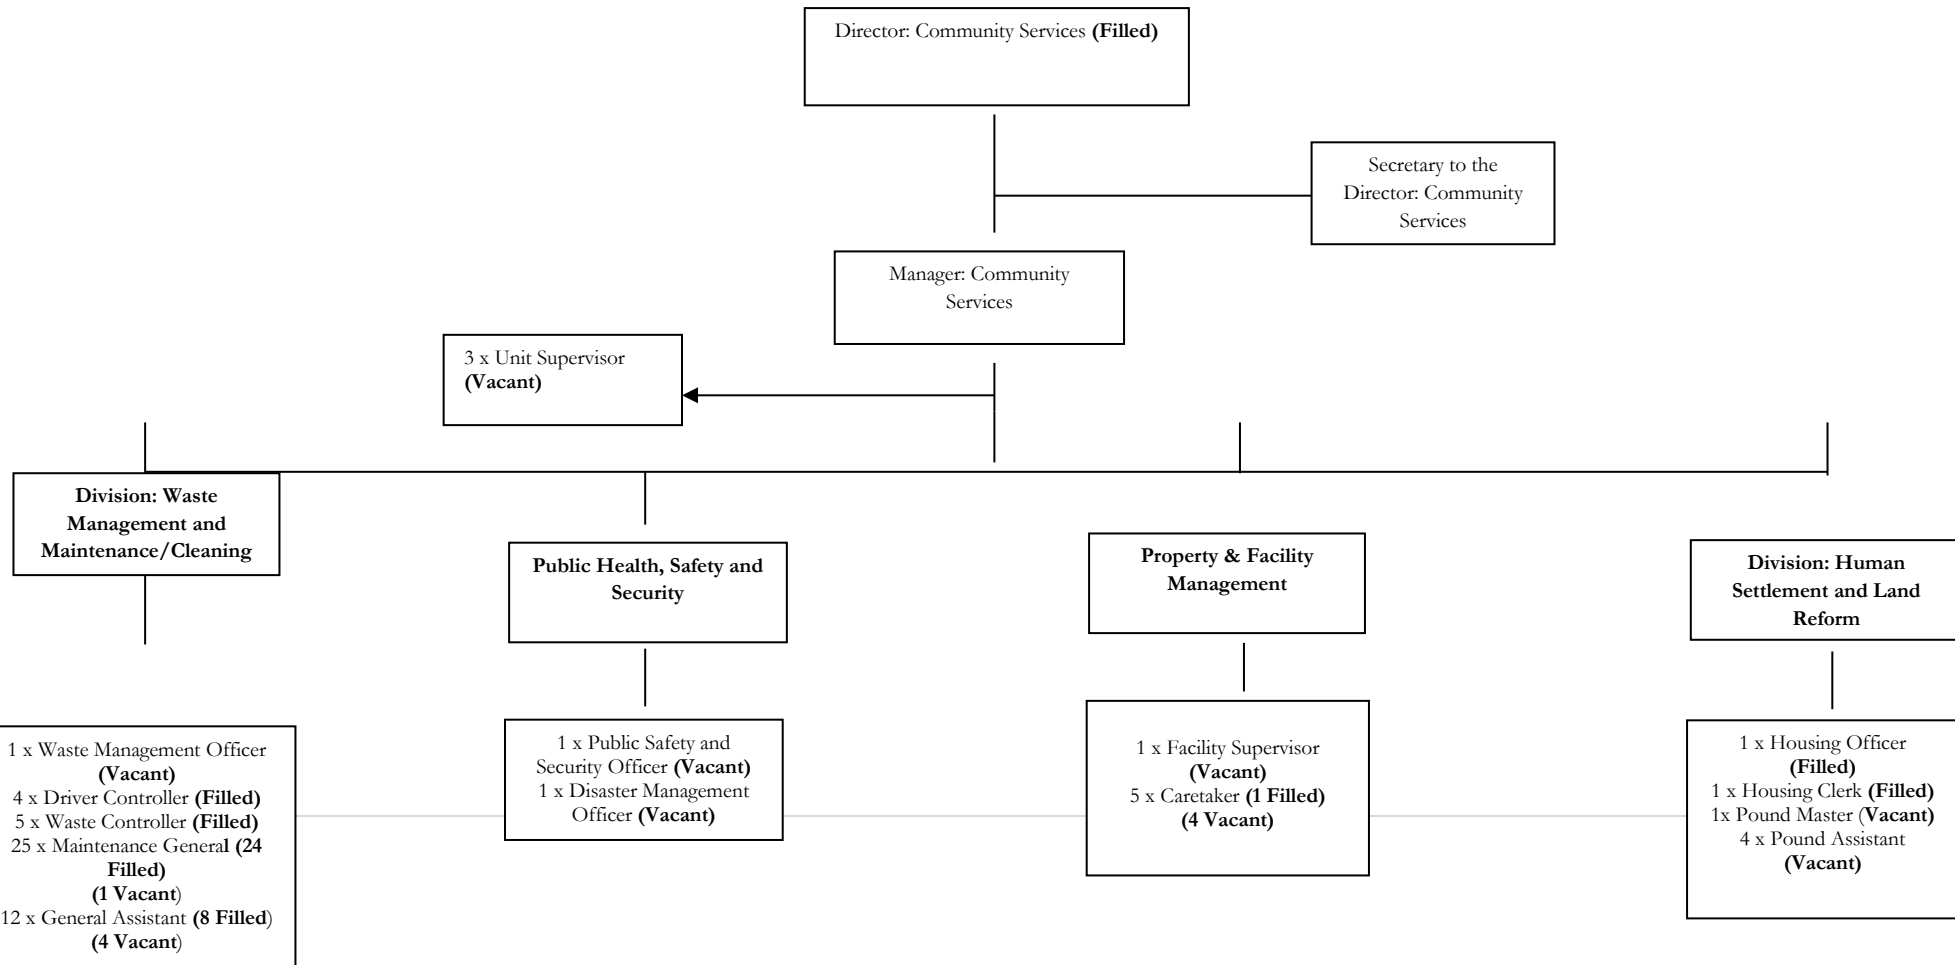 Director: Community Services (Filled)
Secretary to the
Director: Community
Services
Manager: Community
Services
3 x Unit Supervisor
(Vacant)
Division: Waste
Management and
Maintenance/Cleaning
Public Health, Safety and
Security
Property & Facility
Management
Division: Human
Settlement and Land
Reform
1 x Waste Management Officer
(Vacant)
4 x Driver Controller (Filled)
5 x Waste Controller (Filled)
25 x Maintenance General (24
Filled)
(1 Vacant)
12 x General Assistant (8 Filled)
(4 Vacant)
1 x Public Safety and
Security Officer (Vacant)
1 x Disaster Management
Officer (Vacant)
1 x Facility Supervisor
(Vacant)
5 x Caretaker (1 Filled)
(4 Vacant)
1 x Housing Officer
(Filled)
1 x Housing Clerk (Filled)
1x Pound Master (Vacant)
4 x Pound Assistant
(Vacant)